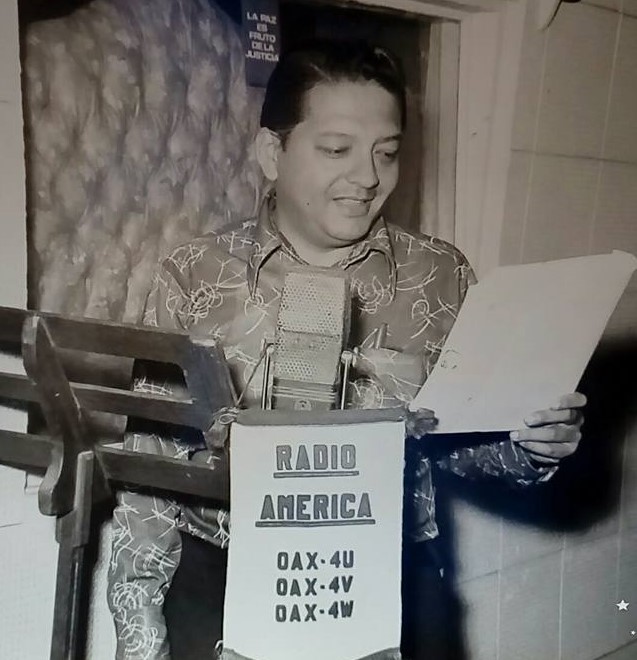 LA PAZ
ES
FRUTO
DE LA
JUSTICIA
RADIO
AMERICA
OAX-4U
OAX-4V
OAX-4W